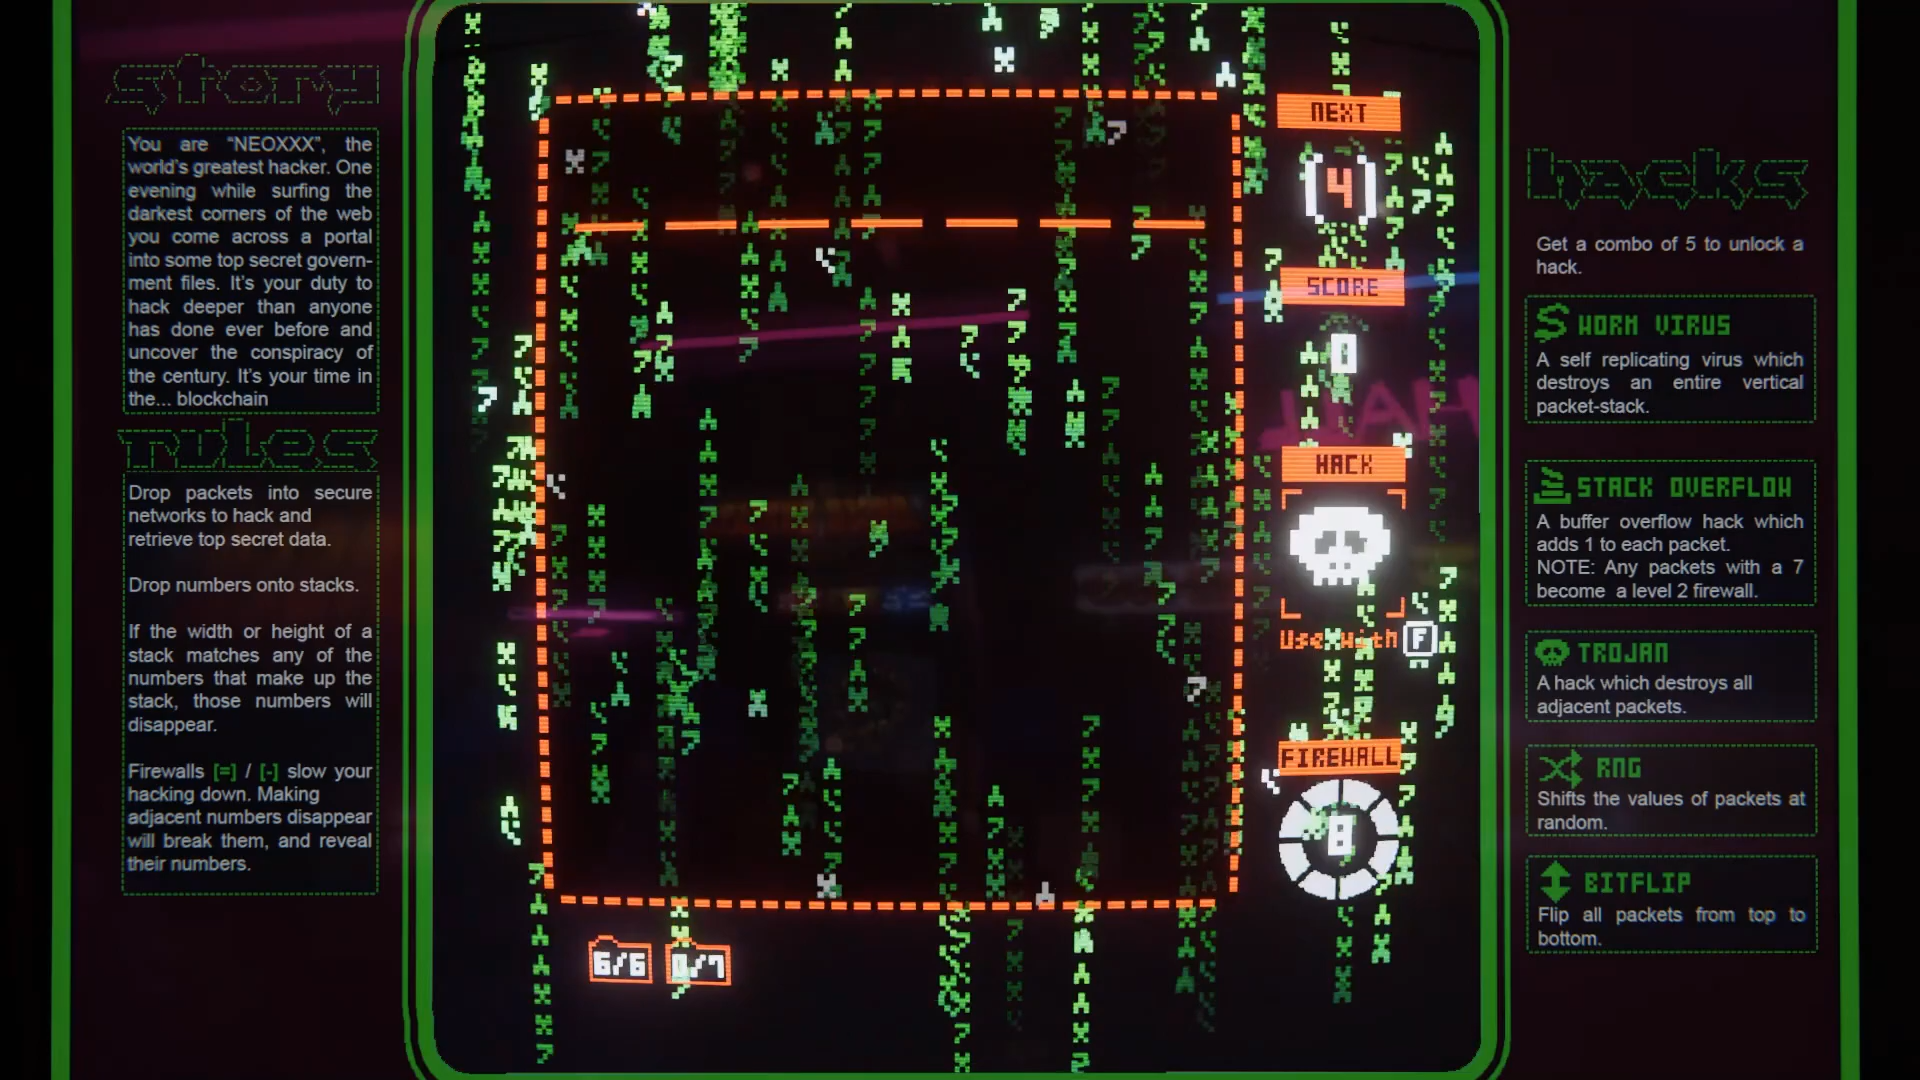 story
You are “NEOXXX”, the
world's greatest hacker. One
evening while surfing the
darkest corners of the web
you come across a portal
into some top secret govern-
ment files. It's your duty to
hack deeper than anyone
has done ever before and
uncover the conspiracy of
the century. It's your time in
the... blockchain
rules
Drop packets into secure
networks to hack and
retrieve top secret data.
Drop numbers onto stacks.
If the width or height of a
stack matches any of the
numbers that make up the
stack, those numbers will
disappear.
Firewalls [=] / [-] slow your
hacking down. Making
adjacent numbers disappear
will break them, and reveal
their numbers.
6/6 0/7
NEXT
(4)
SCORE
0
HACK
Use with F
FIREWALL
8
hacks
Get a combo of 5 to unlock a
hack.
WORM VIRUS
A self replicating virus which
destroys an entire vertical
packet-stack.
STACK OVERFLOW
A buffer overflow hack which
adds 1 to each packet.
NOTE: Any packets with a 7
become a level 2 firewall.
TROJAN
A hack which destroys all
adjacent packets.
RNG
Shifts the values of packets at
random.
BITFLIP
Flip all packets from top to
bottom.